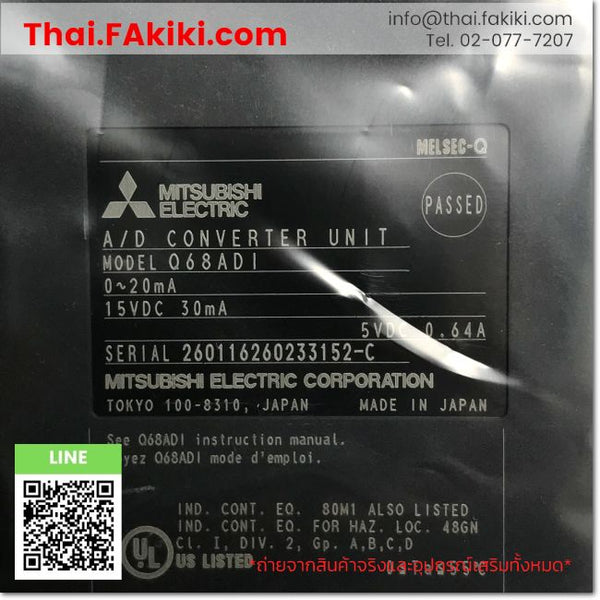 Thai.FAkiki.com
info@thai.fakiki.com
Tel. 02-077-7207
MELSEC-Q
MITSUBISHI
ELECTRIC
PASSED
A/D CONVERTER UNIT
MODEL Q68ADI
0~20mA
15VDC 30mA
5VDC 0.64A
SERIAL 260116260233152-C
MITSUBISHI ELECTRIC CORPORATION
TOKYO 100-8310, JAPAN MADE IN JAPAN
See Q68ADI instruction manual.
Q68ADI mode d'emploi.
LINE
IND. CONT. EQ. 80M1 ALSO LISTED
IND. CONT. EQ. FOR HAZ. LOC. 48GN
Cl. I, DIV. 2, Gp. A,B,C,D
UL
US LISTED
*ถ่ายจากสินค้าจริงและอุปกรณ์เสริมทั้งหมด*